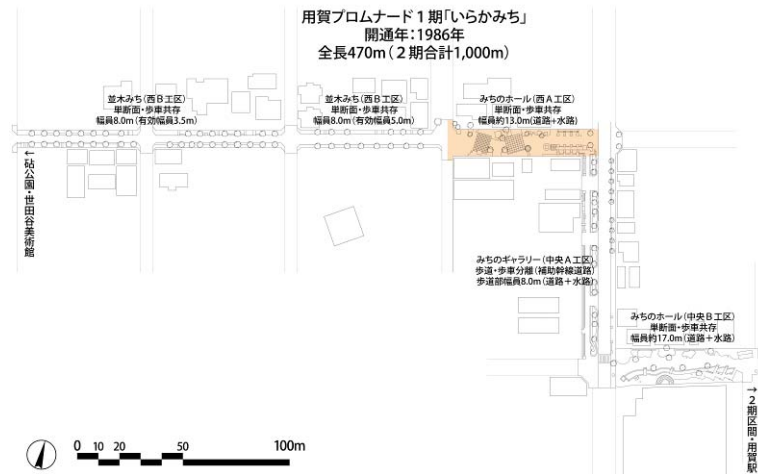 用賀プロムナード１期「いらかみち」
開通年：1986年
全長470m（２期合計1,000m）
並木みち（西Ｂ工区）
単断面・歩車共存
幅員8.0m（有効幅員3.5m）
並木みち（西Ｂ工区）
単断面・歩車共存
幅員8.0m（有効幅員5.0m）
みちのホール（西Ａ工区）
単断面・歩車共存
幅員約13.0m（道路＋水路）
←砧公園・世田谷美術館
みちのギャラリー（中央Ａ工区）
歩道・歩車分離（補助幹線道路）
歩道部幅員8.0m（道路＋水路）
みちのホール（中央Ｂ工区）
単断面・歩車共存
幅員約17.0m（道路＋水路）
→２期区間・用賀駅
0 10 20 50 100m